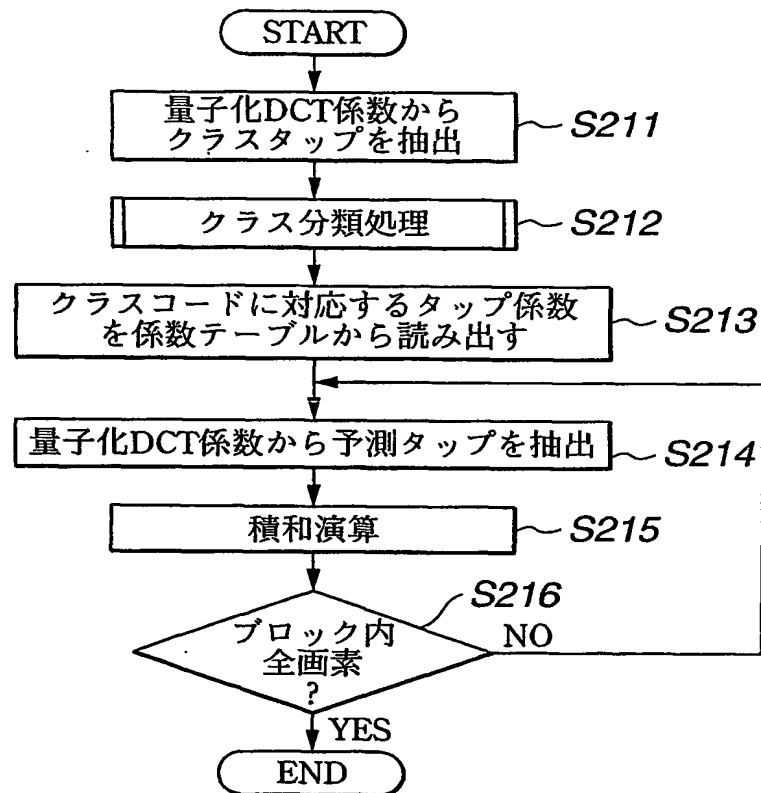 START
量子化DCT係数から
クラスタップを抽出
S211
クラス分類処理
S212
クラスコードに対応するタップ係数
を係数テーブルから読み出す
S213
量子化DCT係数から予測タップを抽出
S214
積和演算
S215
S216
ブロック内
全画素
?
NO
YES
END